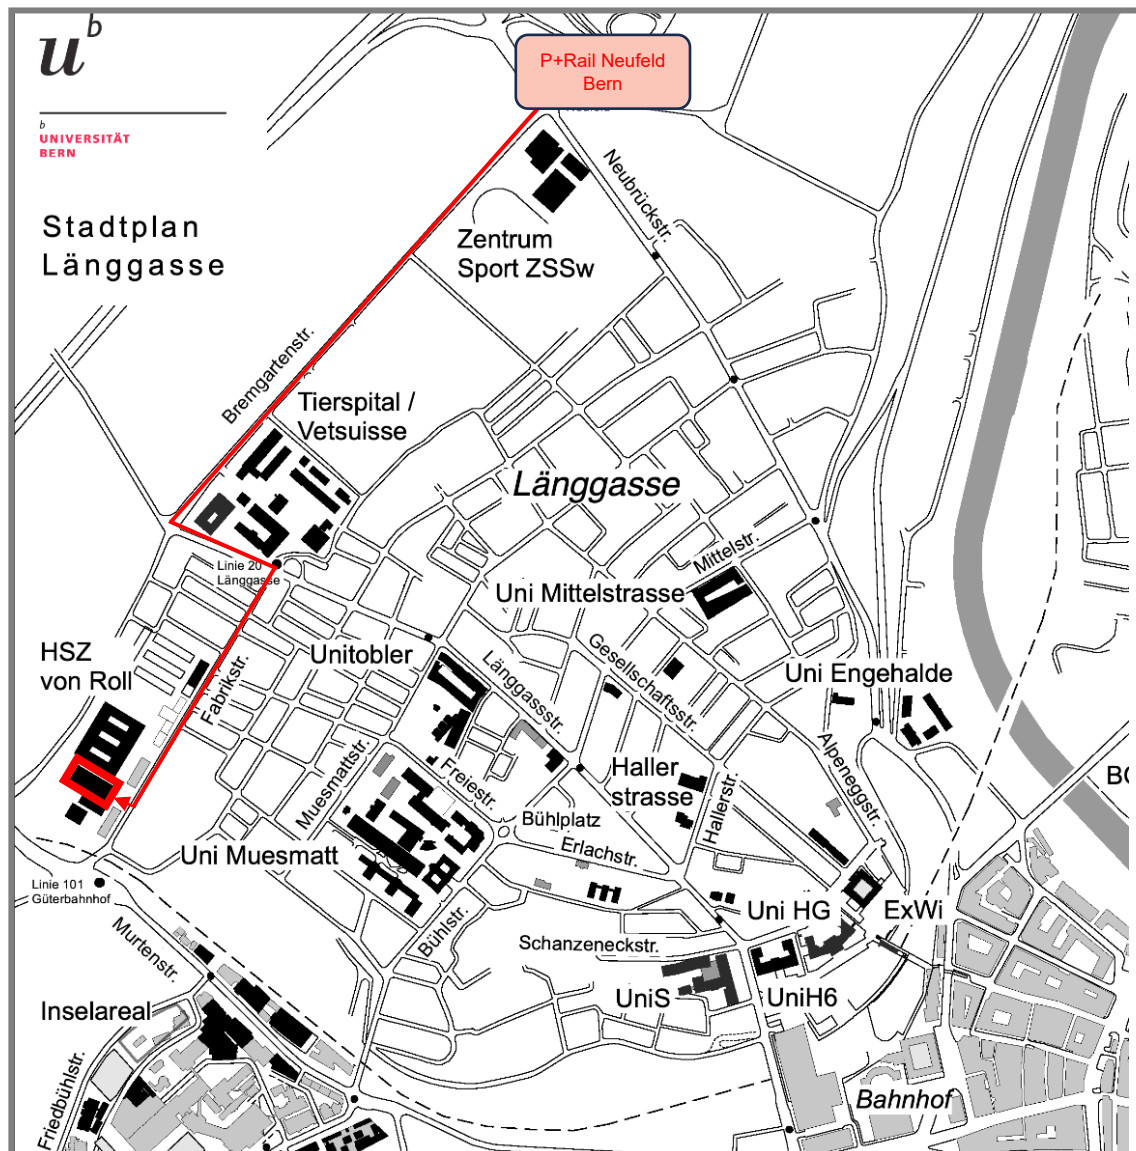 u
b
b
UNIVERSITÄT
BERN
P+Rail Neufeld
Bern
Stadtplan
Länggasse
Neubrückstr.
Zentrum
Sport ZSSw
Bremgartenstr.
Tierspital /
Vetsuisse
Länggasse
Mittelstr.
Linie 20
Länggasse
Uni Mittelstrasse
HSZ
von Roll
Unitobler
Fabrikstr.
Länggassstr.
Gesellschaftsstr.
Uni Engehalde
Muesmattstr.
Freiestr.
Haller
strasse
Hallerstr.
Alpeneggstr.
BO
Bühlplatz
Erlachstr.
Uni Muesmatt
Linie 101
Güterbahnhof
Murtenstr.
Bühlstr.
Uni HG
ExWi
Schanzeneckstr.
UniS
UniH6
Inselareal
Friedbühlstr.
Bahnhof